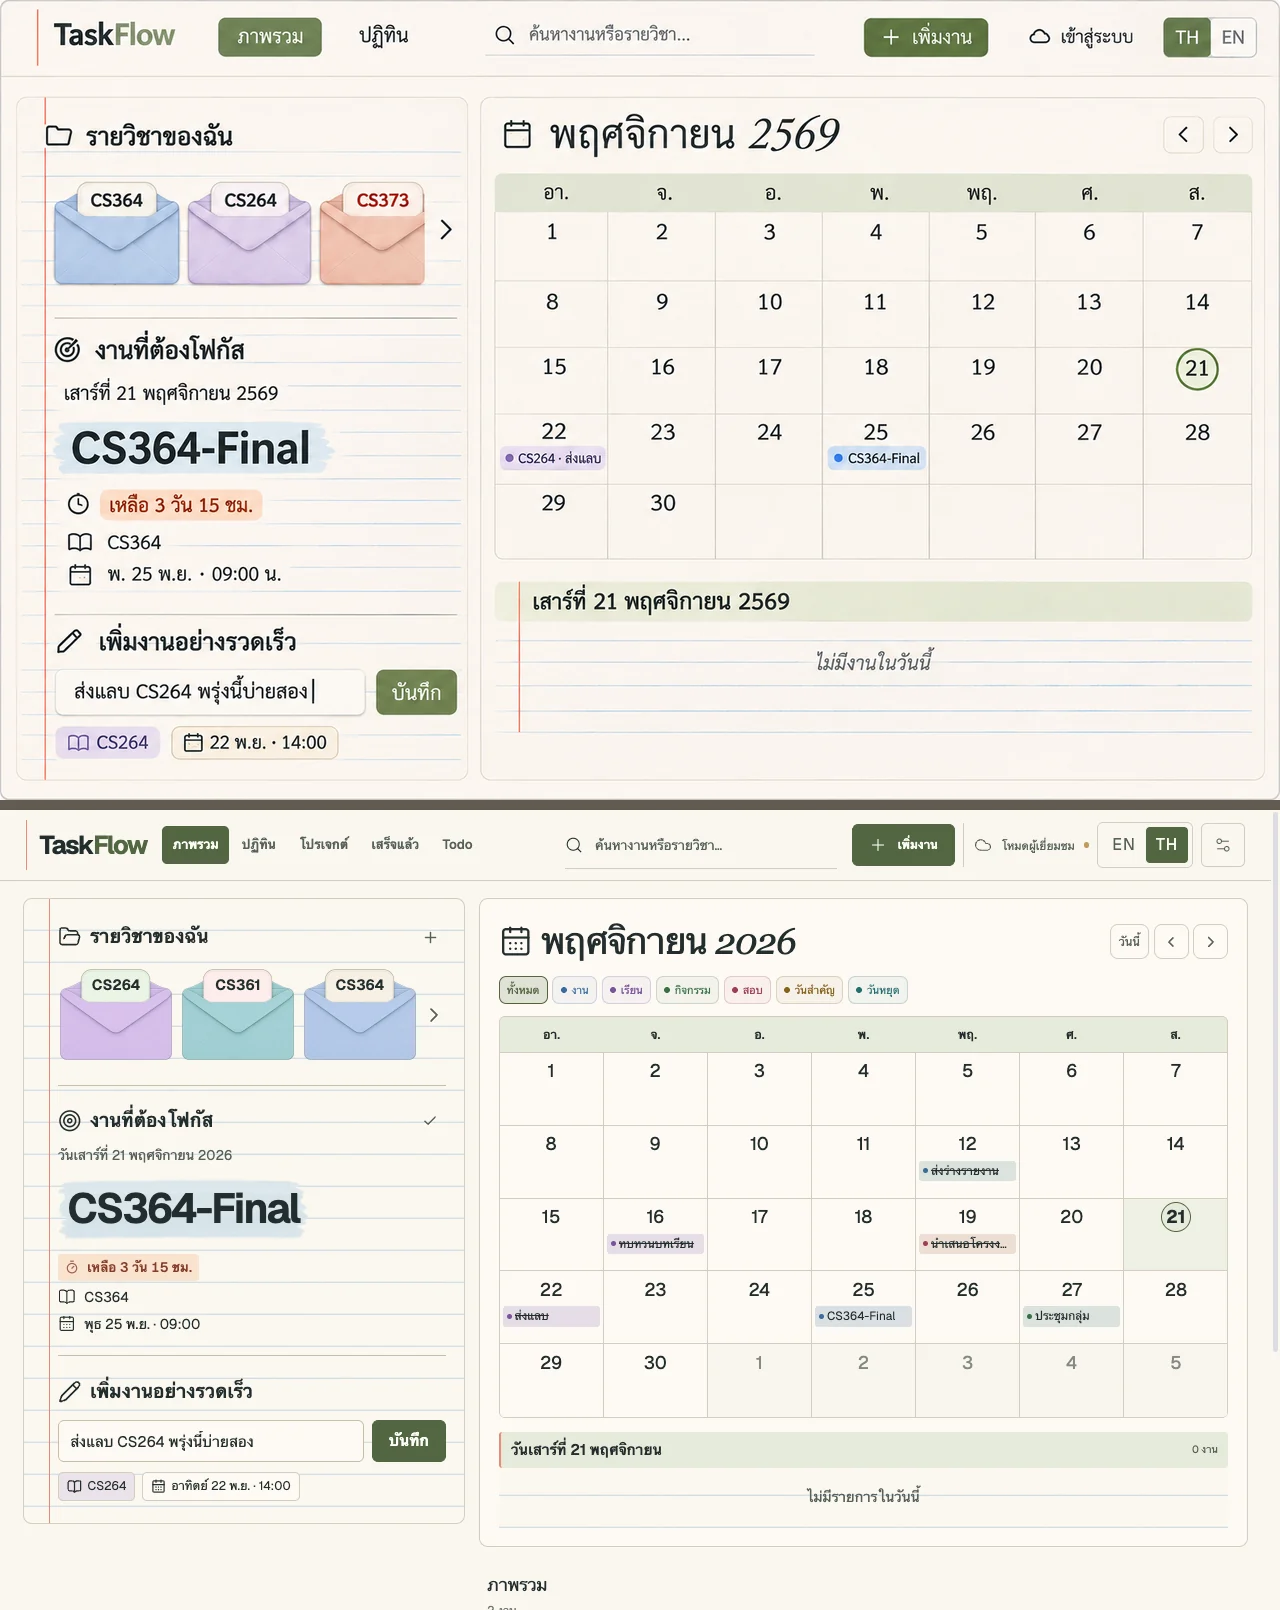 TaskFlow ภาพรวม ปฏิทิน ค้นหางานหรือรายวิชา... + เพิ่มงาน เข้าสู่ระบบ TH EN
รายวิชาของฉัน
CS364 CS264 CS373
งานที่ต้องโฟกัส
เสาร์ที่ 21 พฤศจิกายน 2569
CS364-Final
เหลือ 3 วัน 15 ชม.
CS364
พ. 25 พ.ย. · 09:00 น.
เพิ่มงานอย่างรวดเร็ว
ส่งแลบ CS264 พรุ่งนี้บ่ายสอง บันทึก
CS264 22 พ.ย. · 14:00
พฤศจิกายน 2569
อา. จ. อ. พ. พฤ. ศ. ส.
1 2 3 4 5 6 7
8 9 10 11 12 13 14
15 16 17 18 19 20 21
22 23 24 25 26 27 28
CS264 · ส่งแลบ CS364-Final
29 30
เสาร์ที่ 21 พฤศจิกายน 2569
ไม่มีงานในวันนี้
TaskFlow ภาพรวม ปฏิทิน โปรเจกต์ เสร็จแล้ว Todo ค้นหางานหรือรายวิชา... + เพิ่มงาน โหมดผู้เยี่ยมชม EN TH
รายวิชาของฉัน +
CS264 CS361 CS364
งานที่ต้องโฟกัส
วันเสาร์ที่ 21 พฤศจิกายน 2026
CS364-Final
เหลือ 3 วัน 15 ชม.
CS364
พุธ 25 พ.ย. · 09:00
เพิ่มงานอย่างรวดเร็ว
ส่งแลบ CS264 พรุ่งนี้บ่ายสอง บันทึก
CS264 อาทิตย์ 22 พ.ย. · 14:00
พฤศจิกายน 2026 วันนี้
ทั้งหมด งาน เรียน กิจกรรม สอบ วันสำคัญ วันหยุด
อา. จ. อ. พ. พฤ. ศ. ส.
1 2 3 4 5 6 7
8 9 10 11 12 13 14
ส่งร่างรายงาน
15 16 17 18 19 20 21
ทบทวนบทเรียน นำเสนอโครงง...
22 23 24 25 26 27 28
ส่งแลบ CS364-Final ประชุมกลุ่ม
29 30 1 2 3 4 5
วันเสาร์ที่ 21 พฤศจิกายน 0 งาน
ไม่มีรายการในวันนี้
ภาพรวม